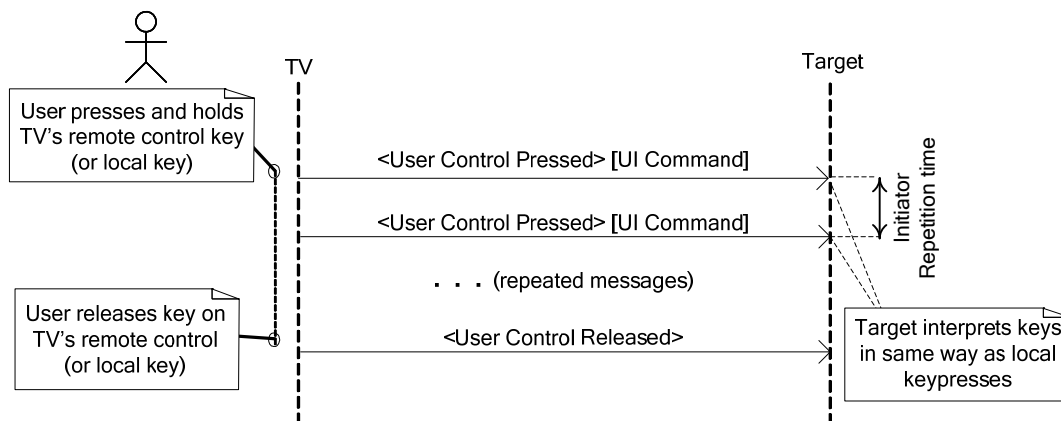 TV
Target
User presses and holds
TV's remote control key
(or local key)
<User Control Pressed> [UI Command]
Initiator
Repetition time
<User Control Pressed> [UI Command]
. . . (repeated messages)
User releases key on
TV's remote control
(or local key)
<User Control Released>
Target interprets keys
in same way as local
keypresses